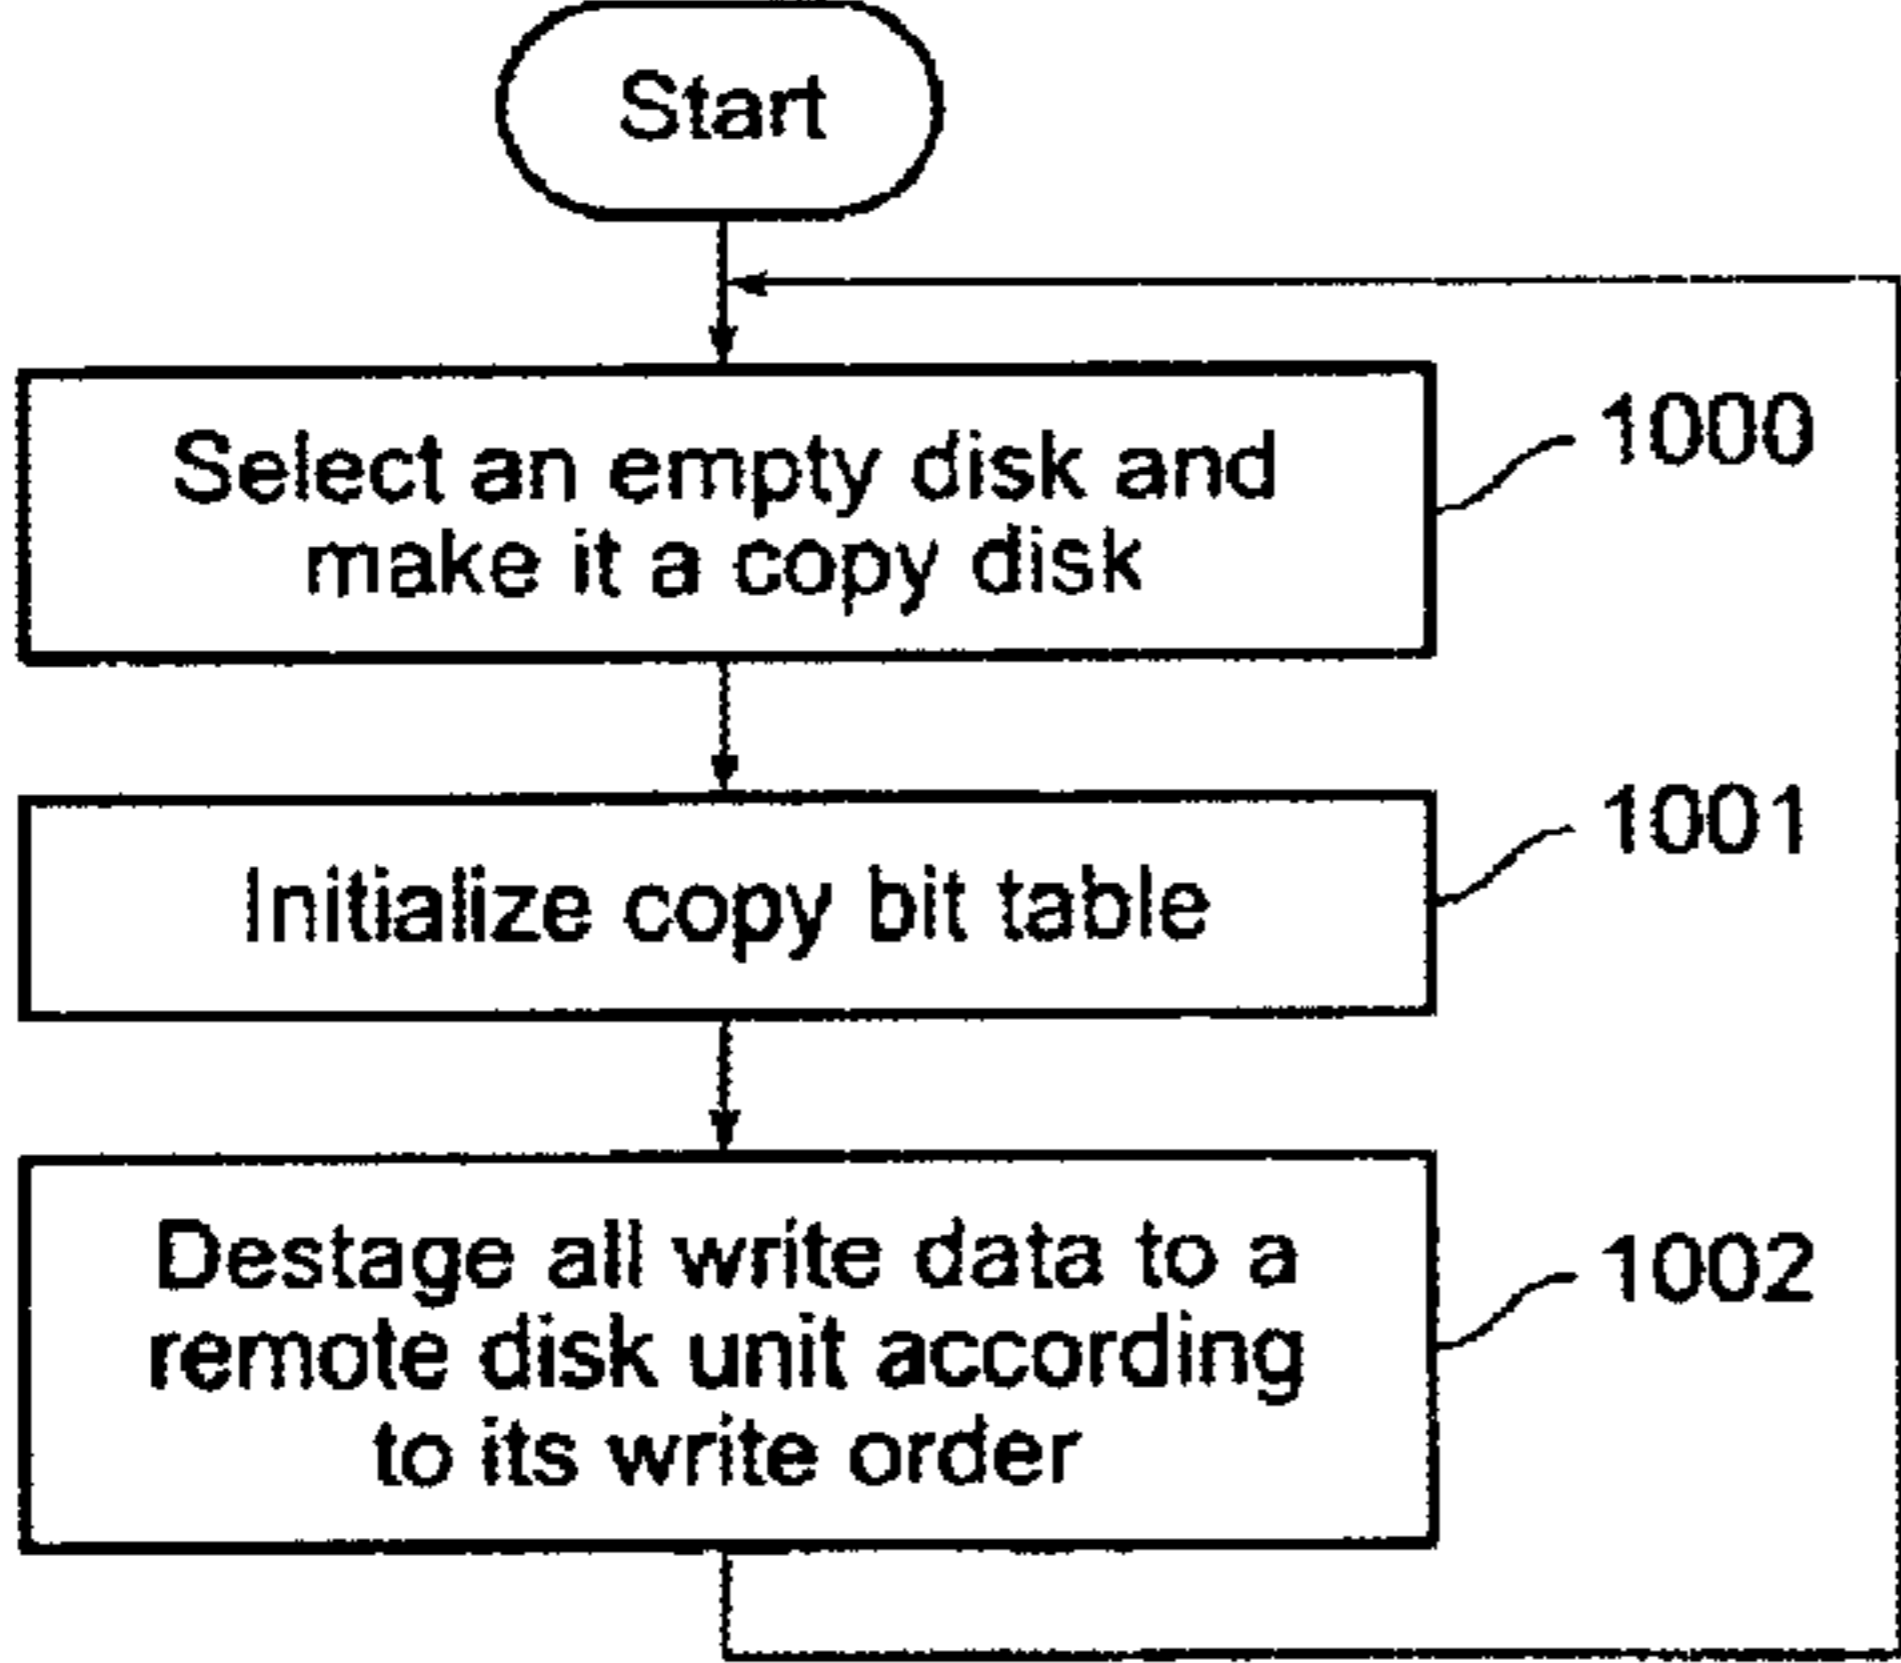 Start
Select an empty disk and
make it a copy disk
1000
Initialize copy bit table
1001
Destage all write data to a
remote disk unit according
to its write order
1002